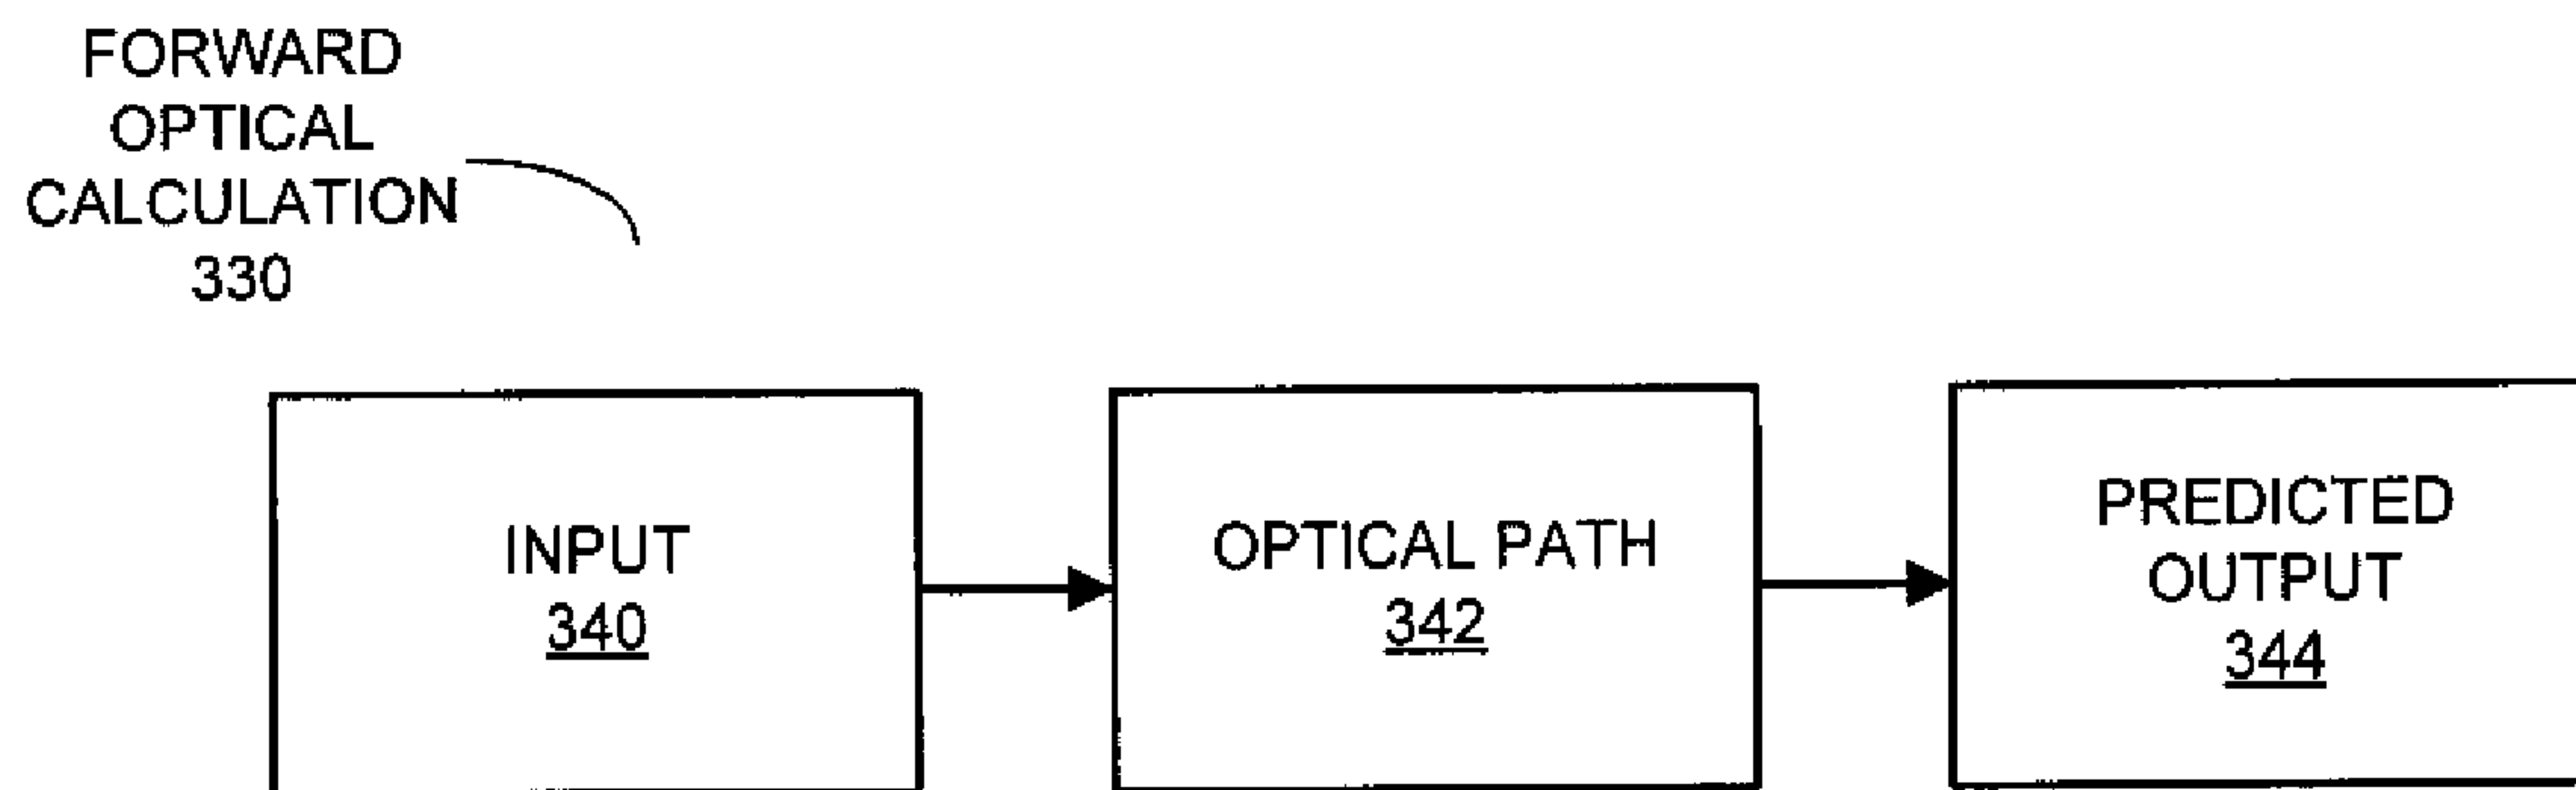 FORWARD
OPTICAL
CALCULATION
330
INPUT
340
OPTICAL PATH
342
PREDICTED
OUTPUT
344